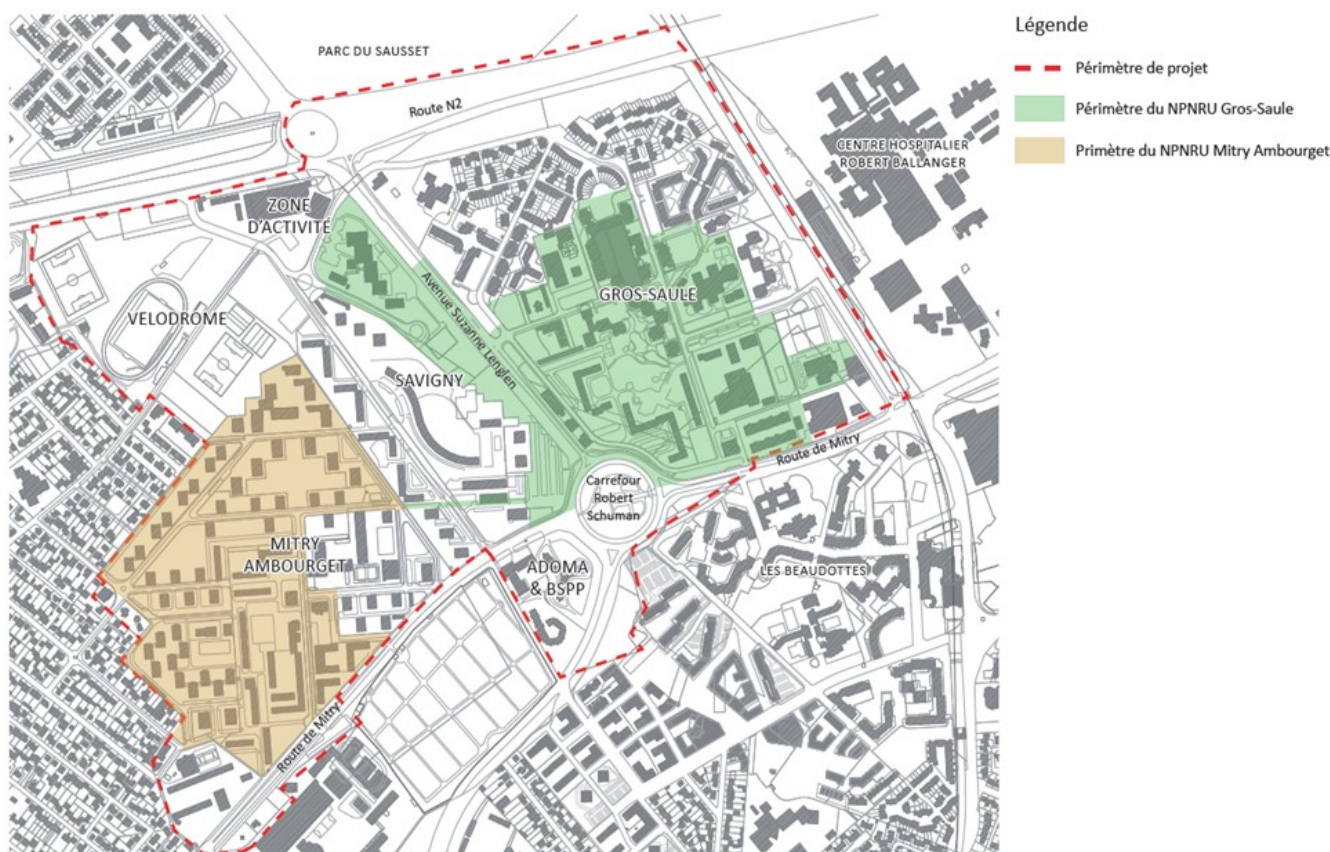 PARC DU SAUSSET
Route N2
CENTRE HOSPITALIER
ROBERT BALLANGER
ZONE
D'ACTIVITÉ
Avenue Suzanne Lenglen
GROS-SAULE
VELODROME
SAVIGNY
Route de Mitry
Carrefour
Robert
Schuman
MITRY
AMBOURGET
ADOMA
& BSPP
LES BEAUDOTTES
Route de Mitry
Légende
Périmètre de projet
Périmètre du NPNRU Gros-Saule
Primètre du NPNRU Mitry Ambourget